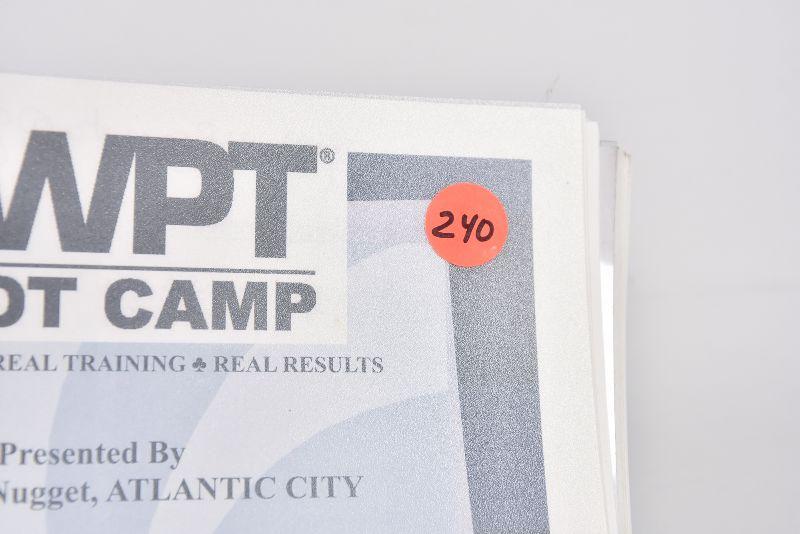 WPT®
OT CAMP
REAL TRAINING ♣ REAL RESULTS
Presented By
Nugget, ATLANTIC CITY
240